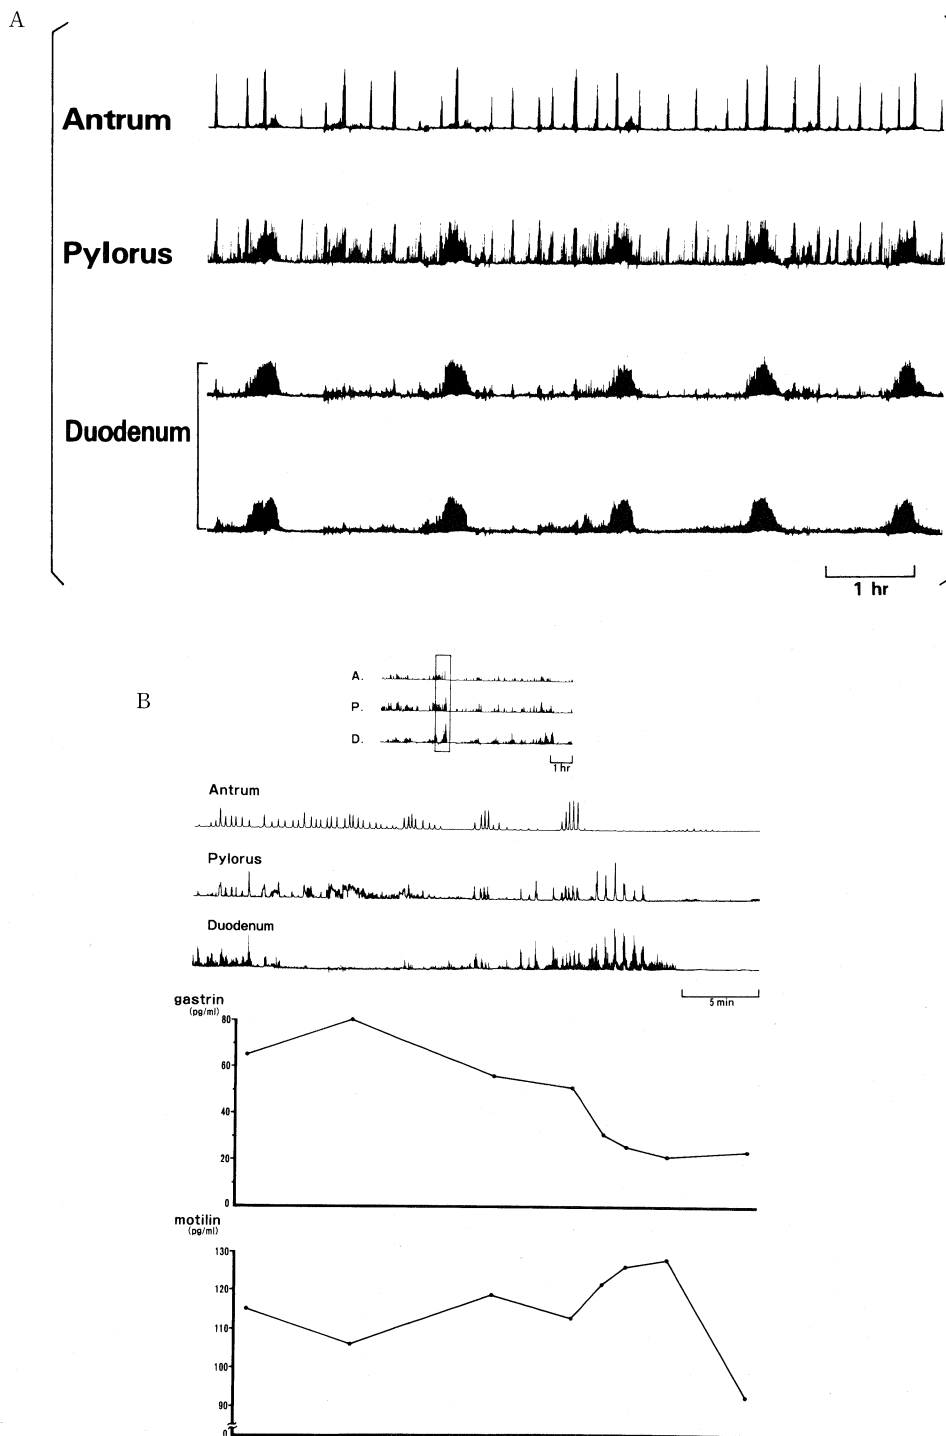 A
Antrum
Pylorus
Duodenum
1 hr
B
A.
P.
D.
1 hr
Antrum
Pylorus
Duodenum
5 min
gastrin
(pg/ml)
80
60
40
20
0
motilin
(pg/ml)
130
120
110
100
90
0